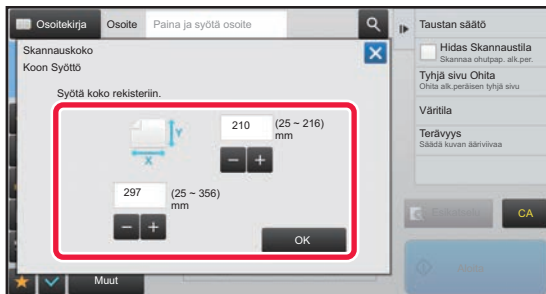 Osoitekirja
Osoite
Paina ja syötä osoite
Skannauskoko
Koon Syöttö
Syötä koko rekisteriin.
Y
X
210
(25 ~ 216)
mm
297
(25 ~ 356)
mm
OK
Muut
Taustan säätö
Hidas Skannaustila
Skannaa ohutpap. alk.per.
Tyhjä sivu Ohita
Ohita alk.peräisen tyhjä sivu
Väritila
Terävyys
Säädä kuvan ääriviivaa
CA